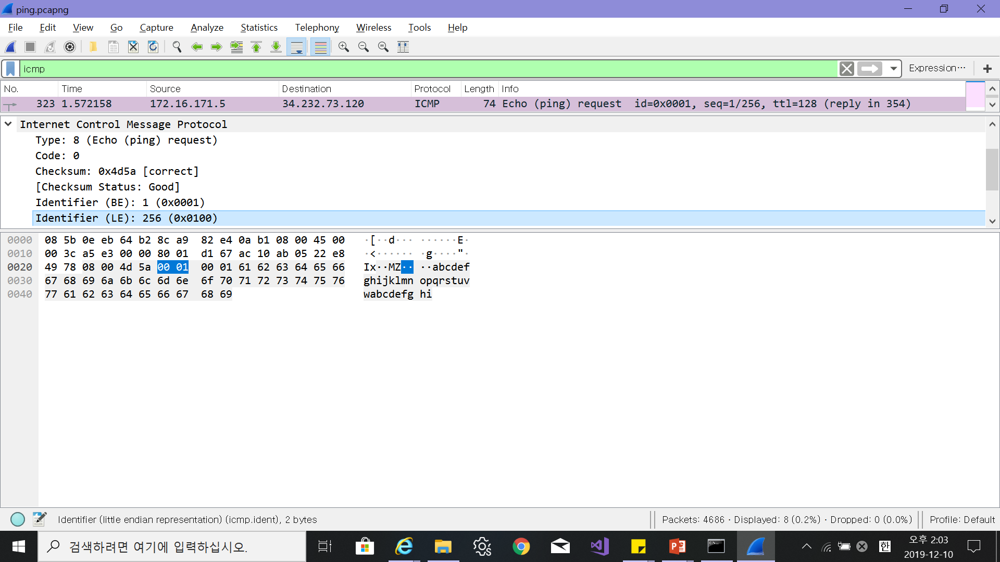 ping.pcapng
File Edit View Go Capture Analyze Statistics Telephony Wireless Tools Help
icmp
Expression…
No. Time Source Destination Protocol Length Info
323 1.572158 172.16.171.5 34.232.73.120 ICMP 74 Echo (ping) request id=0x0001, seq=1/256, ttl=128 (reply in 354)
Internet Control Message Protocol
Type: 8 (Echo (ping) request)
Code: 0
Checksum: 0x4d5a [correct]
[Checksum Status: Good]
Identifier (BE): 1 (0x0001)
Identifier (LE): 256 (0x0100)
0000 08 5b 0e eb 64 b2 8c a9 82 e4 0a b1 08 00 45 00 ·[··d··· ······E·
0010 00 3c a5 e3 00 00 80 01 d1 67 ac 10 ab 05 22 e8 ·<······ ·g····"·
0020 49 78 08 00 4d 5a 00 01 00 01 61 62 63 64 65 66 Ix··MZ·· ··abcdef
0030 67 68 69 6a 6b 6c 6d 6e 6f 70 71 72 73 74 75 76 ghijklmn opqrstuv
0040 77 61 62 63 64 65 66 67 68 69 wabcdefg hi
Identifier (little endian representation) (icmp.ident), 2 bytes
Packets: 4686 · Displayed: 8 (0.2%) · Dropped: 0 (0.0%)
Profile: Default
검색하려면 여기에 입력하십시오.
한
오후 2:03
2019-12-10